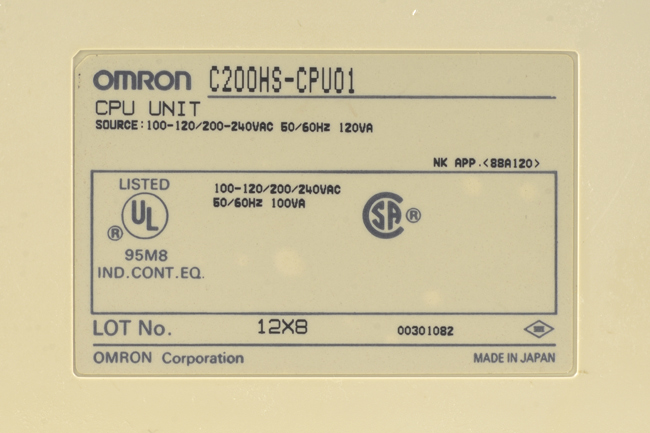 OMRON C200HS-CPU01
CPU UNIT
SOURCE:100-120/200-240VAC 50/60Hz 120VA
NK APP.<88A120>
LISTED
UL ®
95M8
IND.CONT.EQ.
100-120/200/240VAC
50/60Hz 100VA
SA ®
LOT No. 12X8 00301082
OMRON Corporation MADE IN JAPAN